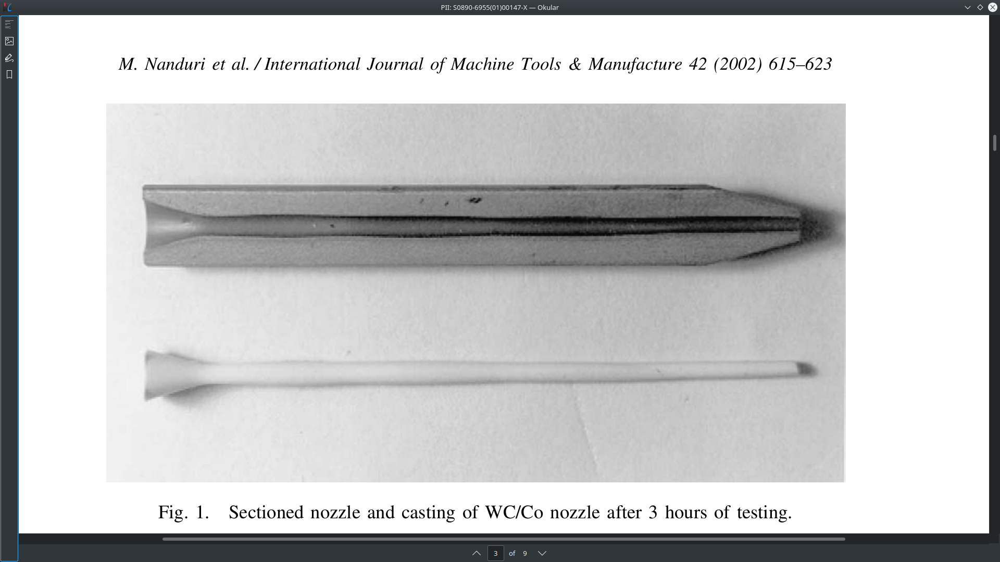 PII: S0890-6955(01)00147-X — Okular
M. Nanduri et al. / International Journal of Machine Tools & Manufacture 42 (2002) 615–623
Fig. 1. Sectioned nozzle and casting of WC/Co nozzle after 3 hours of testing.
3 of 9